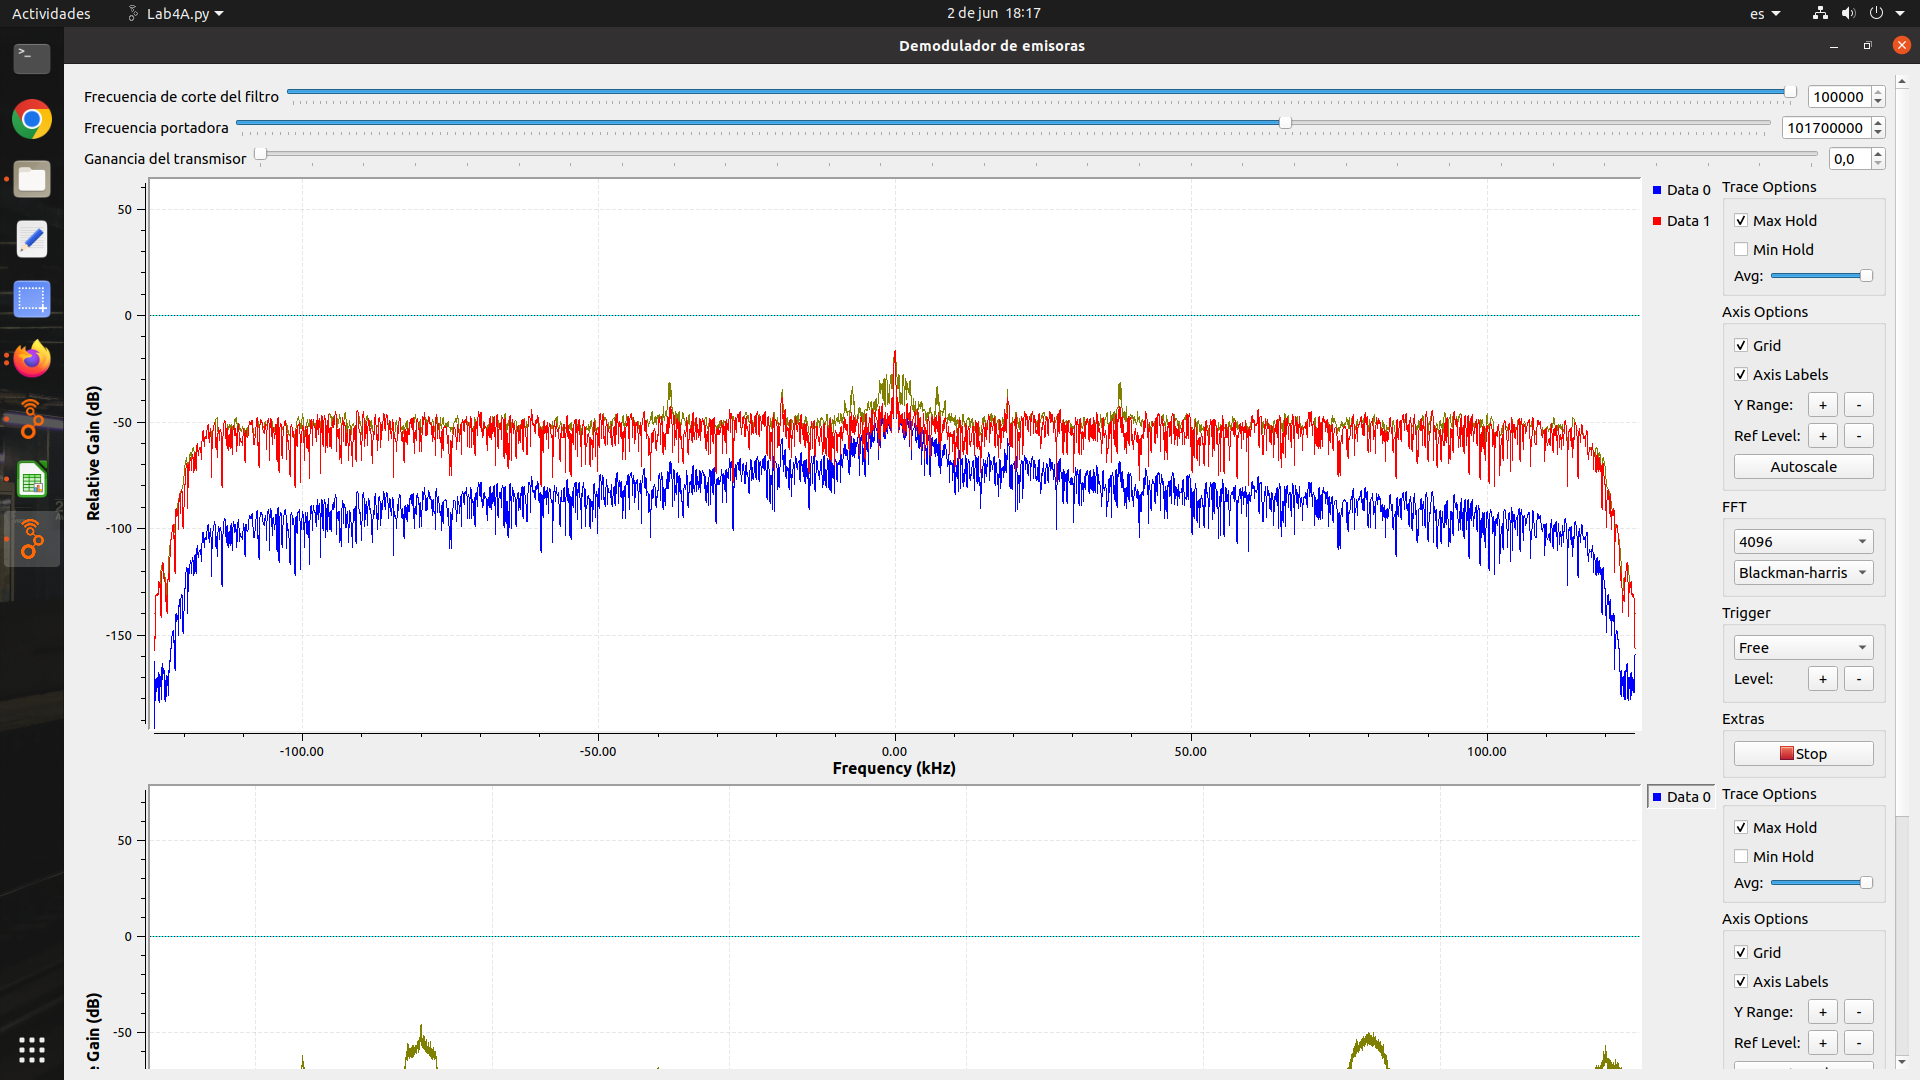 Actividades Lab4A.py 2 de jun 18:17 es
Demodulador de emisoras
Frecuencia de corte del filtro 100000
Frecuencia portadora 101700000
Ganancia del transmisor 0,0
Relative Gain (dB)
50
0
-50
-100
-150
-100.00 -50.00 0.00 50.00 100.00
Frequency (kHz)
Data 0
Data 1
Trace Options
Max Hold
Min Hold
Avg:
Axis Options
Grid
Axis Labels
Y Range: + -
Ref Level: + -
Autoscale
FFT
4096
Blackman-harris
Trigger
Free
Level: + -
Extras
Stop
50
0
-50
Gain (dB)
Data 0
Trace Options
Max Hold
Min Hold
Avg:
Axis Options
Grid
Axis Labels
Y Range: + -
Ref Level: + -